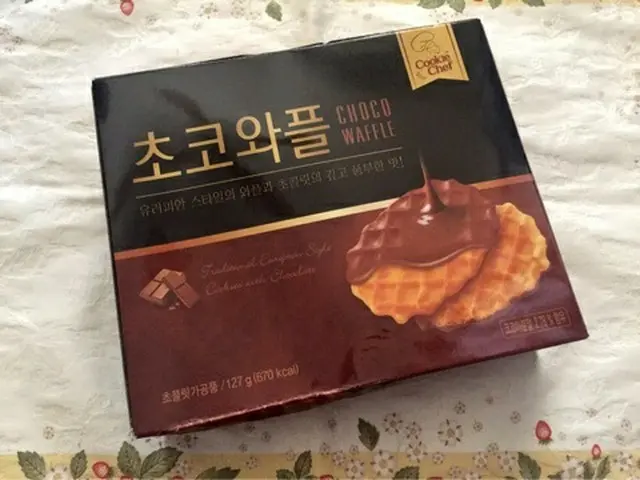 Cookie
Chef
초코와플
CHOCO
WAFFLE
유러피안 스타일의 와플과 초콜릿의 깊고 풍부한 맛!
Traditional European Style
Cookies with Chocolate
초콜릿가공품 / 127 g (670 kcal)